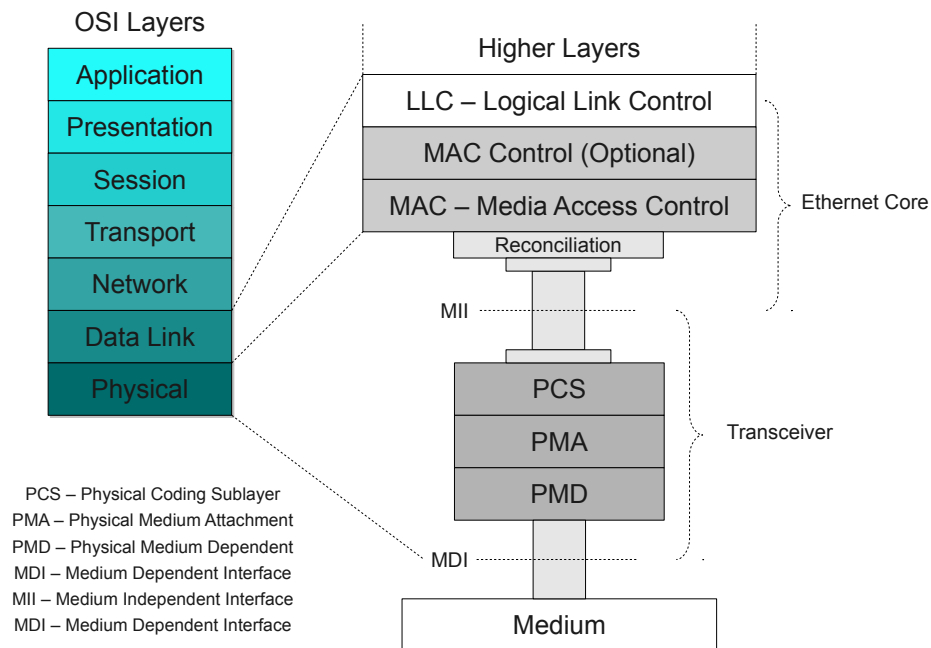 OSI Layers
Application
Presentation
Session
Transport
Network
Data Link
Physical
Higher Layers
LLC – Logical Link Control
MAC Control (Optional)
MAC – Media Access Control
Reconciliation
MII
PCS
PMA
PMD
MDI
Medium
Ethernet Core
Transceiver
PCS – Physical Coding Sublayer
PMA – Physical Medium Attachment
PMD – Physical Medium Dependent
MDI – Medium Dependent Interface
MII – Medium Independent Interface
MDI – Medium Dependent Interface